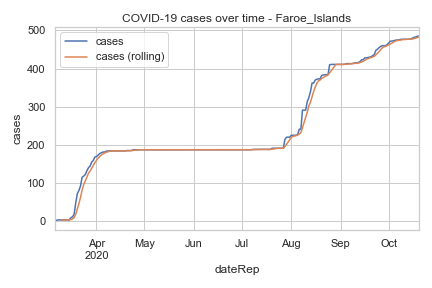 COVID-19 cases over time - Faroe_Islands
cases
cases (rolling)
500
400
300
200
100
0
cases
Apr May Jun Jul Aug Sep Oct
2020
dateRep